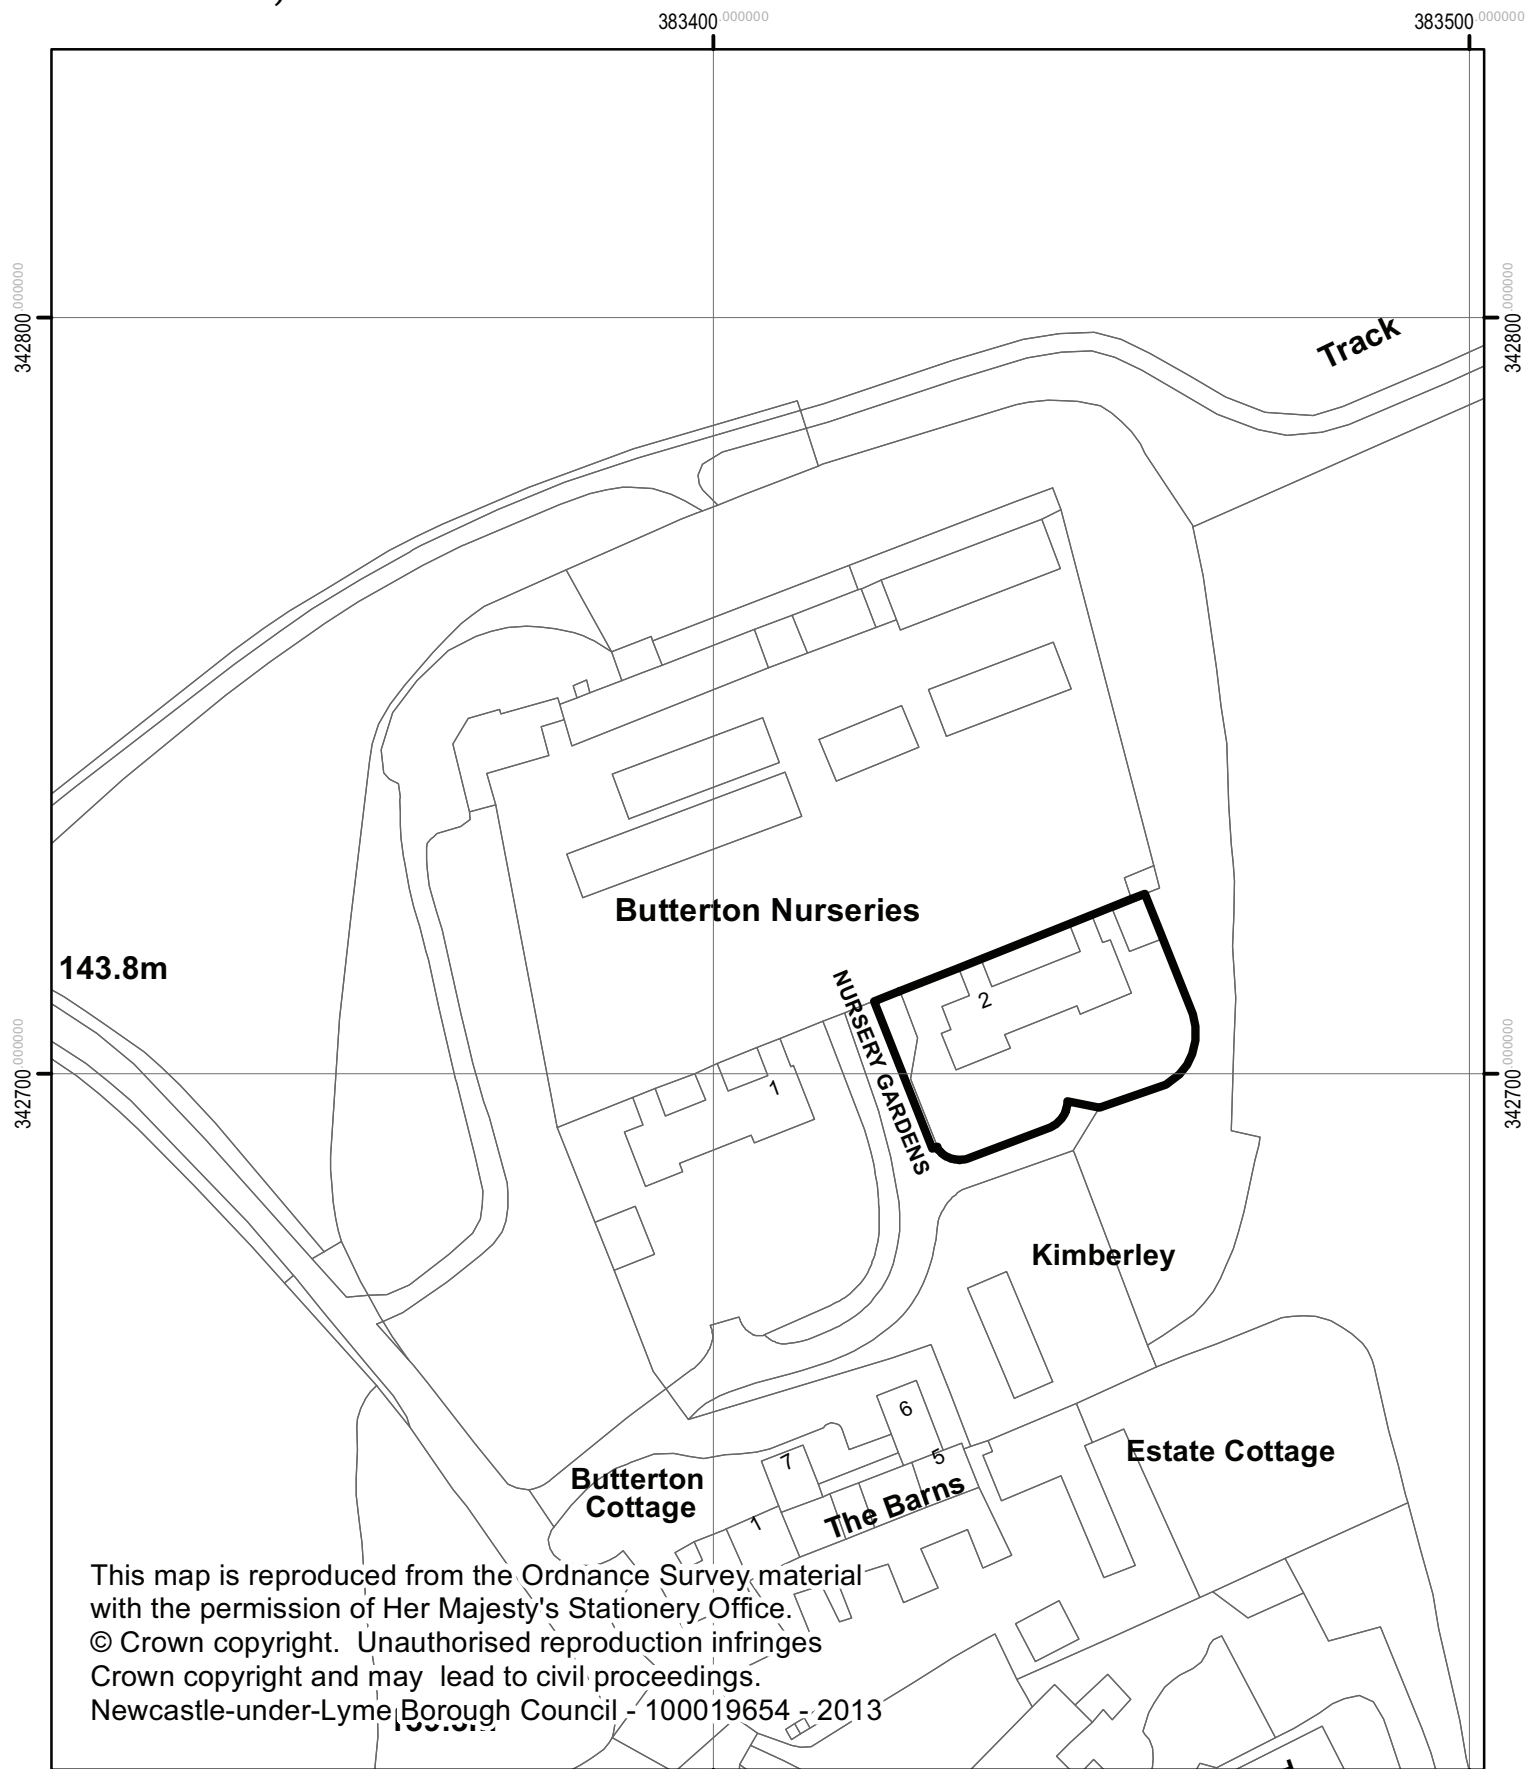 383400.000000
383500.000000
342800.000000
342800.000000
Track
Butterton Nurseries
143.8m
NURSERY GARDENS
2
1
342700.000000
342700.000000
Kimberley
6
5
7
Estate Cottage
Butterton
Cottage
The Barns
1
This map is reproduced from the Ordnance Survey material
with the permission of Her Majesty's Stationery Office.
© Crown copyright. Unauthorised reproduction infringes
Crown copyright and may lead to civil proceedings.
Newcastle-under-Lyme Borough Council - 100019654 - 2013